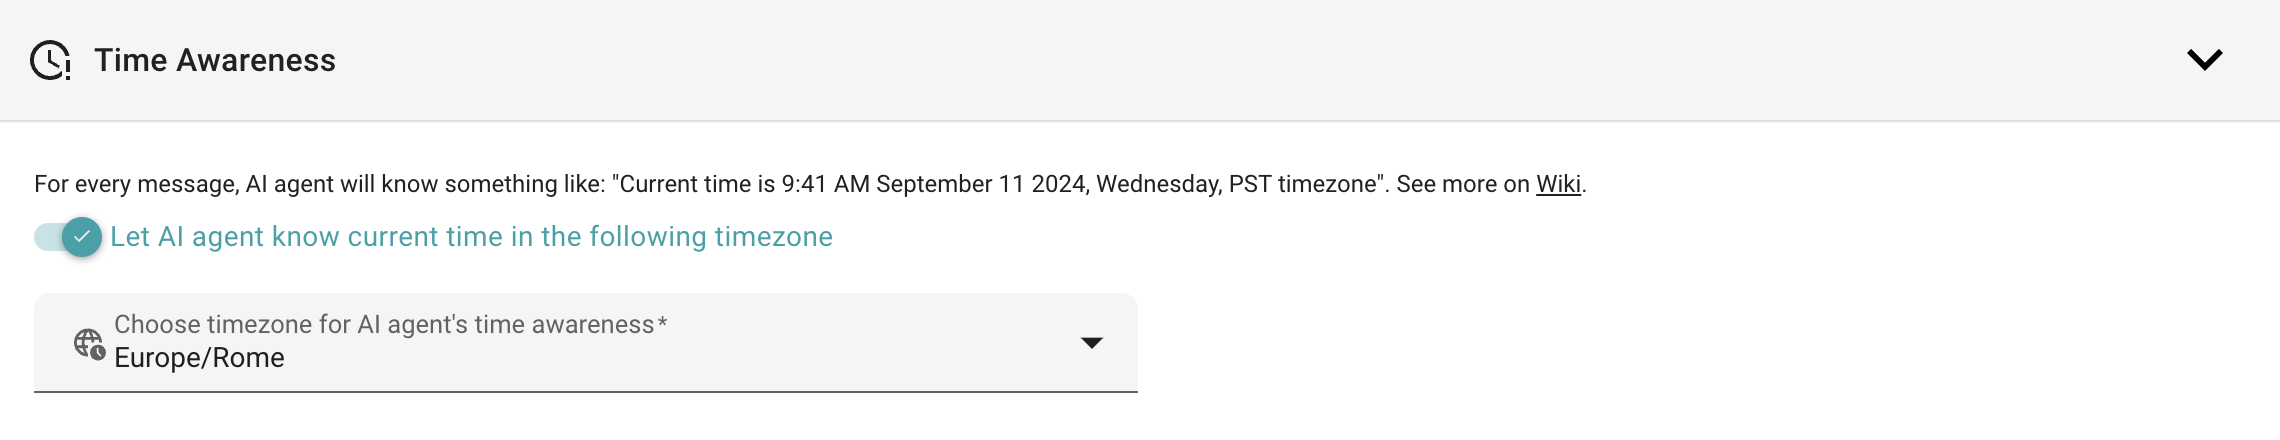 Time Awareness
For every message, AI agent will know something like: "Current time is 9:41 AM September 11 2024, Wednesday, PST timezone". See more on Wiki.
Let AI agent know current time in the following timezone
Choose timezone for AI agent's time awareness*
Europe/Rome